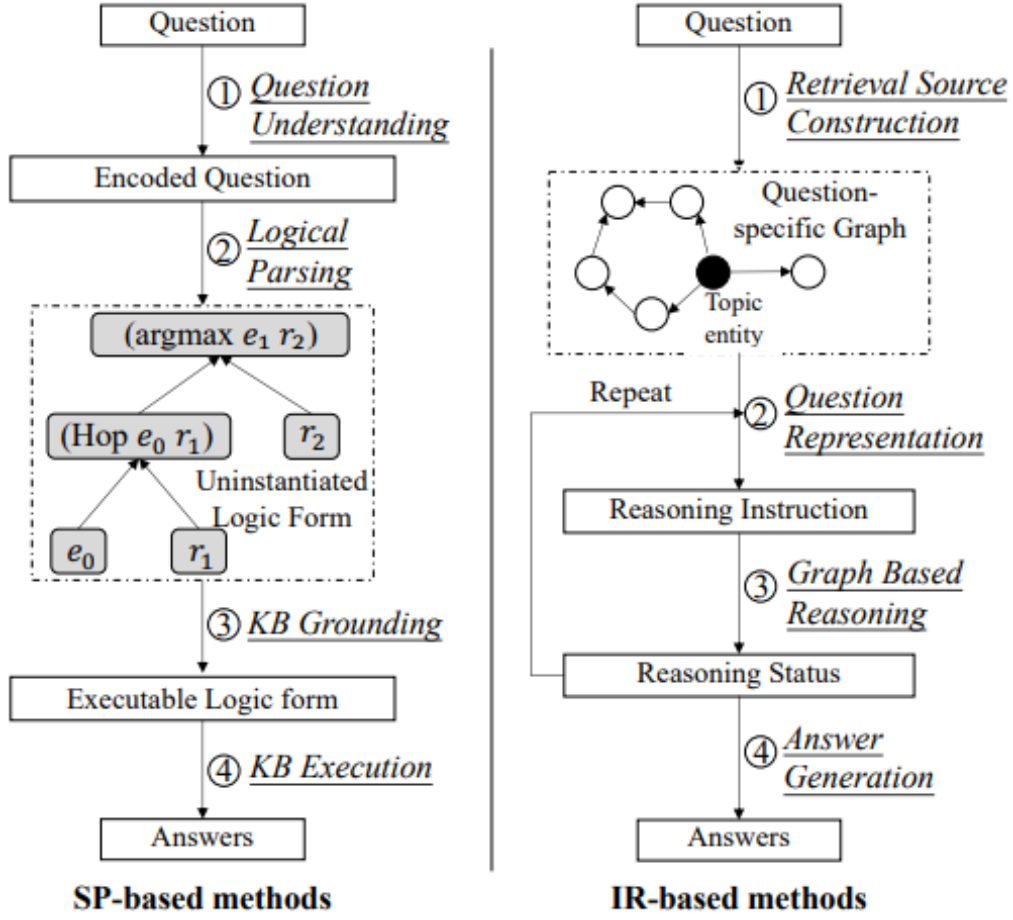 Question
① Question
Understanding
Encoded Question
② Logical
Parsing
(argmax e₁ r₂)
(Hop e₀ r₁)
r₂
Uninstantiated
Logic Form
e₀
r₁
③ KB Grounding
Executable Logic form
④ KB Execution
Answers
SP-based methods
Question
① Retrieval Source
Construction
Question-
specific Graph
Topic
entity
Repeat
② Question
Representation
Reasoning Instruction
③ Graph Based
Reasoning
Reasoning Status
④ Answer
Generation
Answers
IR-based methods